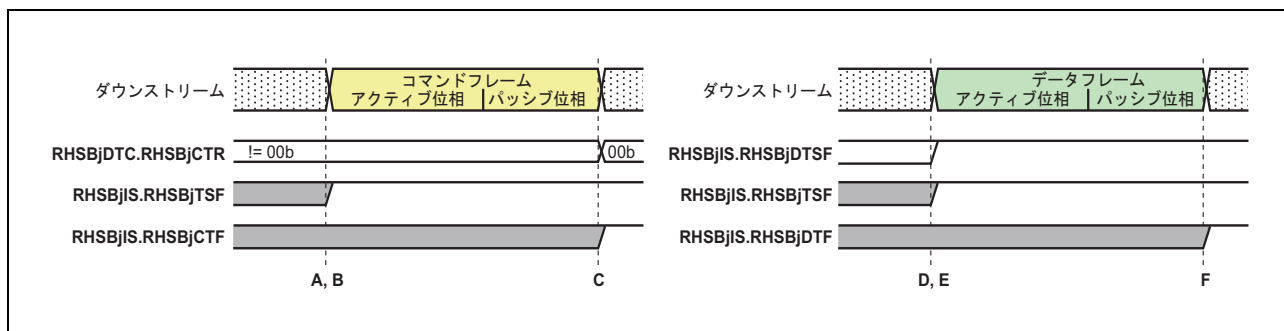 ダウンストリーム
コマンドフレーム
アクティブ位相
パッシブ位相
RHSBjDTC.RHSBjCTR
!= 00b
00b
RHSBjIS.RHSBjTSF
RHSBjIS.RHSBjCTF
A, B
C
ダウンストリーム
データフレーム
アクティブ位相
パッシブ位相
RHSBjIS.RHSBjDTSF
RHSBjIS.RHSBjTSF
RHSBjIS.RHSBjDTF
D, E
F